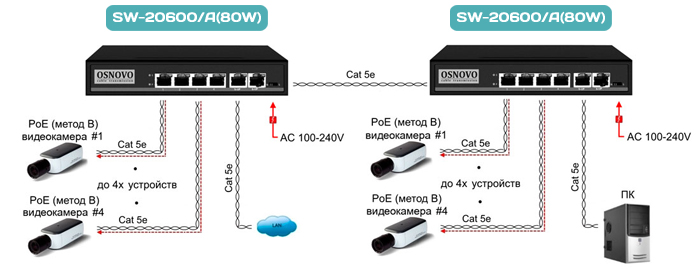 SW-20600/A(80W)
SW-20600/A(80W)
OSNOVO
OSNOVO
Cat 5e
PoE (метод B)
видеокамера #1
Cat 5e
AC 100-240V
PoE (метод B)
видеокамера #1
Cat 5e
AC 100-240V
до 4х устройств
Cat 5e
до 4х устройств
Cat 5e
ПК
PoE (метод B)
видеокамера #4
Cat 5e
LAN
PoE (метод B)
видеокамера #4
Cat 5e